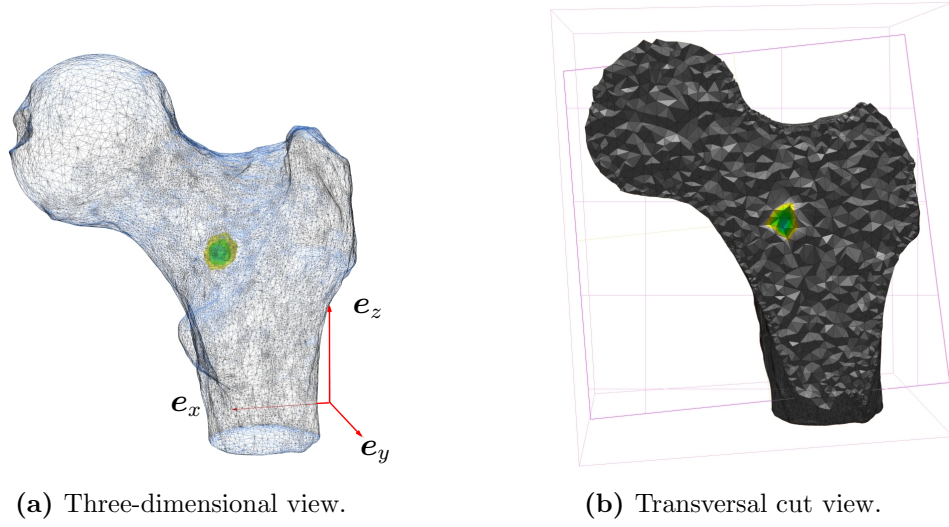 e_z
e_x
e_y
(a) Three-dimensional view.
(b) Transversal cut view.